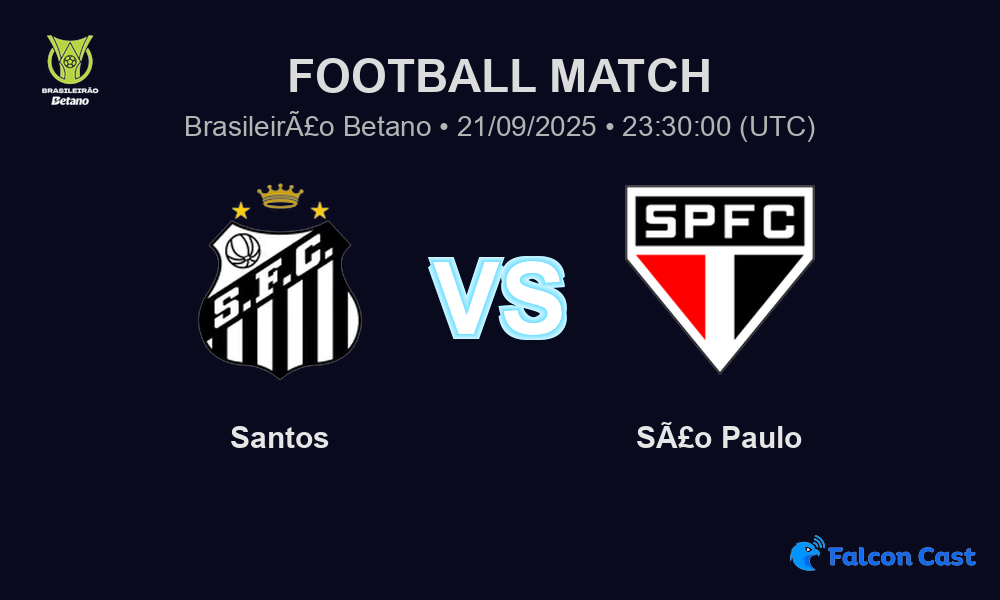 BRASILEIRÃO
Betano
FOOTBALL MATCH
BrasileirÃ£o Betano • 21/09/2025 • 23:30:00 (UTC)
S.F.C.
VS
SPFC
Santos
SÃ£o Paulo
Falcon Cast